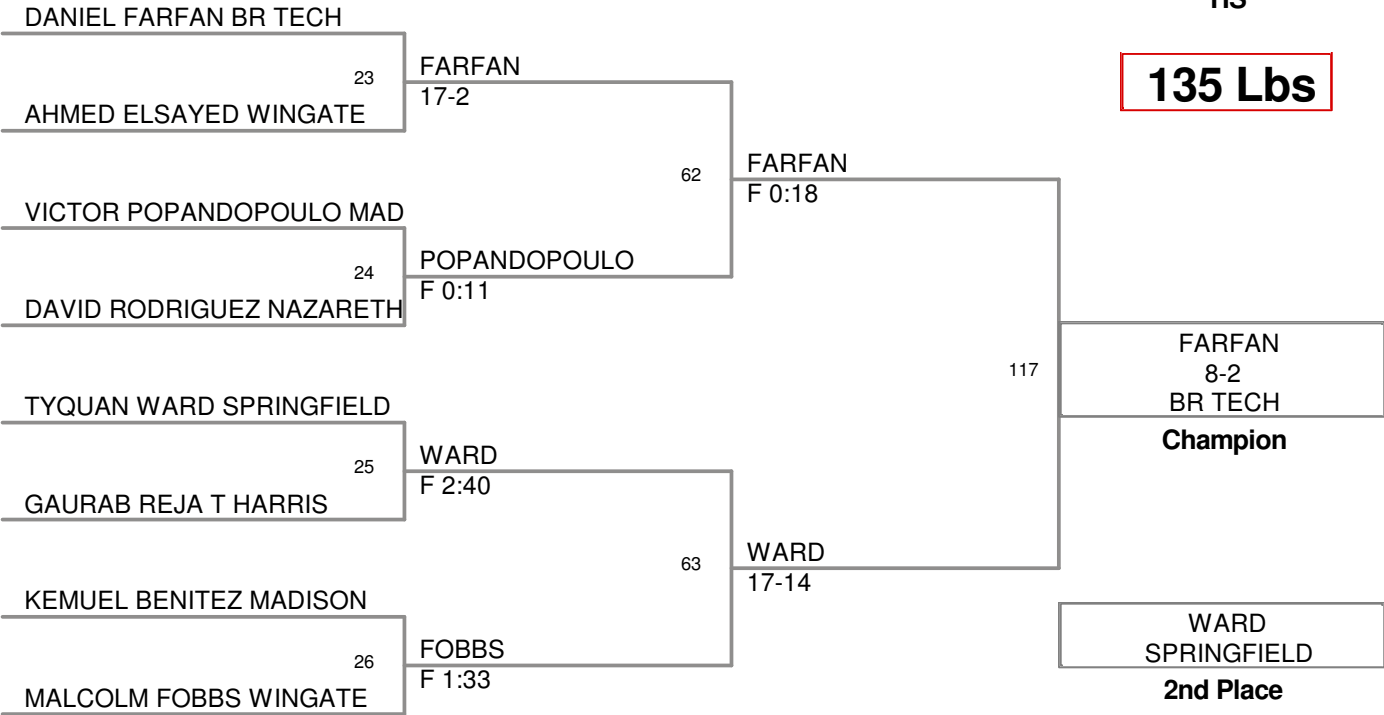 HS
135 Lbs
DANIEL FARFAN BR TECH
23
AHMED ELSAYED WINGATE
FARFAN
17-2
VICTOR POPANDOPOULO MAD
24
DAVID RODRIGUEZ NAZARETH
POPANDOPOULO
F 0:11
62
FARFAN
F 0:18
TYQUAN WARD SPRINGFIELD
25
GAURAB REJA T HARRIS
WARD
F 2:40
KEMUEL BENITEZ MADISON
26
MALCOLM FOBBS WINGATE
FOBBS
F 1:33
63
WARD
17-14
117
FARFAN
8-2
BR TECH
Champion
WARD
SPRINGFIELD
2nd Place